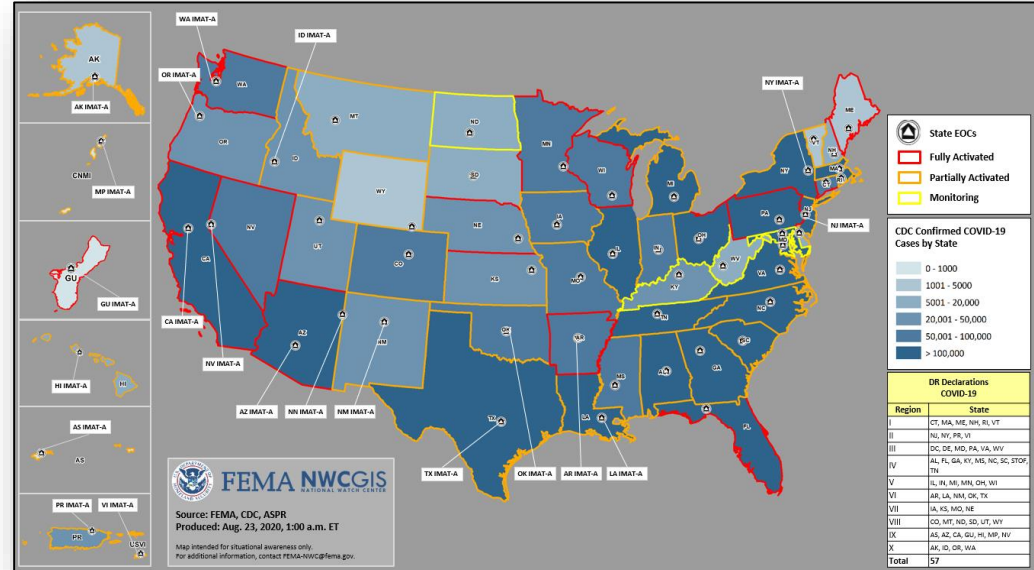 WA IMAT-A
ID IMAT-A
OR IMAT-A
NY IMAT-A
AK
AK IMAT-A
CNMI
MP IMAT-A
GU
GU IMAT-A
HI IMAT-A
HI
AS IMAT-A
AS
PR IMAT-A
VI IMAT-A
PR
USVI
WA
OR
ID
MT
ND
SD
WY
NE
NV
UT
CO
KS
CA
AZ
NM
OK
TX
MN
WI
MI
IA
IL
IN
OH
MO
KY
WV
VA
PA
NY
VT
NH
ME
MA
RI
CT
NJ
TN
NC
SC
AR
MS
AL
GA
LA
FL
CA IMAT-A
NV IMAT-A
AZ IMAT-A
NN IMAT-A
NM IMAT-A
TX IMAT-A
OK IMAT-A
AR IMAT-A
LA IMAT-A
NJ IMAT-A
FEMA NWCGIS
NATIONAL WATCH CENTER
Source: FEMA, CDC, ASPR
Produced: Aug. 23, 2020, 1:00 a.m. ET
Map intended for situational awareness only.
For additional information, contact FEMA-NWC@fema.gov.
State EOCs
Fully Activated
Partially Activated
Monitoring
CDC Confirmed COVID-19
Cases by State
0 - 1000
1001 - 5000
5001 - 20,000
20,001 - 50,000
50,001 - 100,000
> 100,000
DR Declarations
COVID-19
Region State
I CT, MA, ME, NH, RI, VT
II NJ, NY, PR, VI
III DC, DE, MD, PA, VA, WV
IV AL, FL, GA, KY, MS, NC, SC, STOF,
TN
V IL, IN, MI, MN, OH, WI
VI AR, LA, NM, OK, TX
VII IA, KS, MO, NE
VIII CO, MT, ND, SD, UT, WY
IX AS, AZ, CA, GU, HI, MP, NV
X AK, ID, OR, WA
Total 57